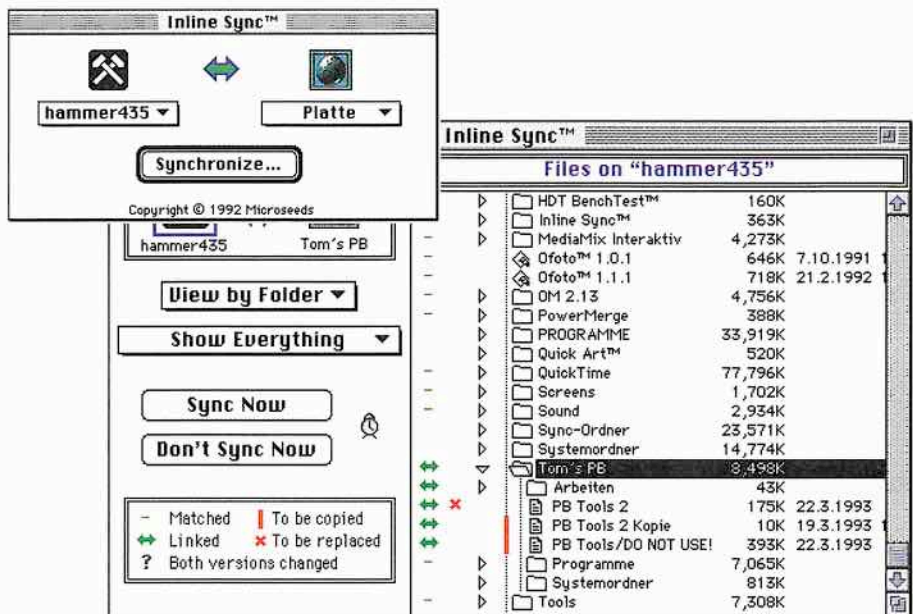 Inline Sync™
hammer435
Platte
Synchronize...
Copyright © 1992 Microseeds
hammer435
Tom's PB
View by Folder
Show Everything
Sync Now
Don't Sync Now
- Matched
To be copied
Linked
To be replaced
? Both versions changed
Inline Sync™
Files on “hammer435”
HDT BenchTest™ 160K
Inline Sync™ 363K
MediaMix Interaktiv 4,273K
Ofoto™ 1.0.1 646K 7.10.1991
Ofoto™ 1.1.1 718K 21.2.1992
OM 2.13 4,756K
PowerMerge 388K
PROGRAMME 33,919K
Quick Art™ 520K
QuickTime 77,796K
Screens 1,702K
Sound 2,934K
Sync-Ordner 23,571K
Systemordner 14,774K
Tom's PB 8,498K
Arbeiten 43K
PB Tools 2 175K 22.3.1993
PB Tools 2 Kopie 10K 19.3.1993
PB Tools/DO NOT USE! 393K 22.3.1993
Programme 7,065K
Systemordner 813K
Tools 7,308K